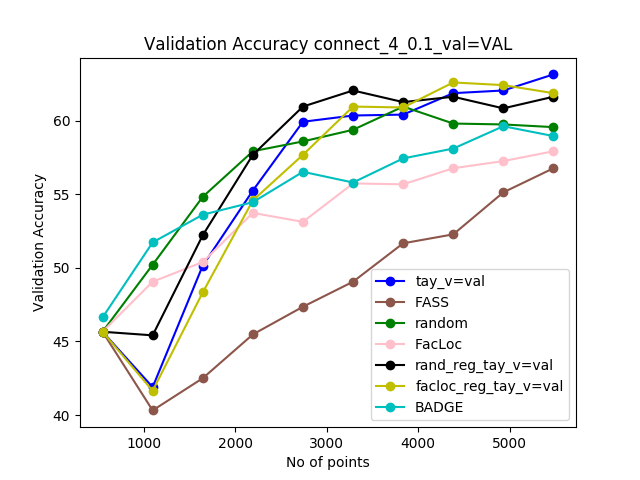 Validation Accuracy connect_4_0.1_val=VAL
Validation Accuracy
60
55
50
45
40
1000 2000 3000 4000 5000
No of points
tay_v=val
FASS
random
FacLoc
rand_reg_tay_v=val
facloc_reg_tay_v=val
BADGE